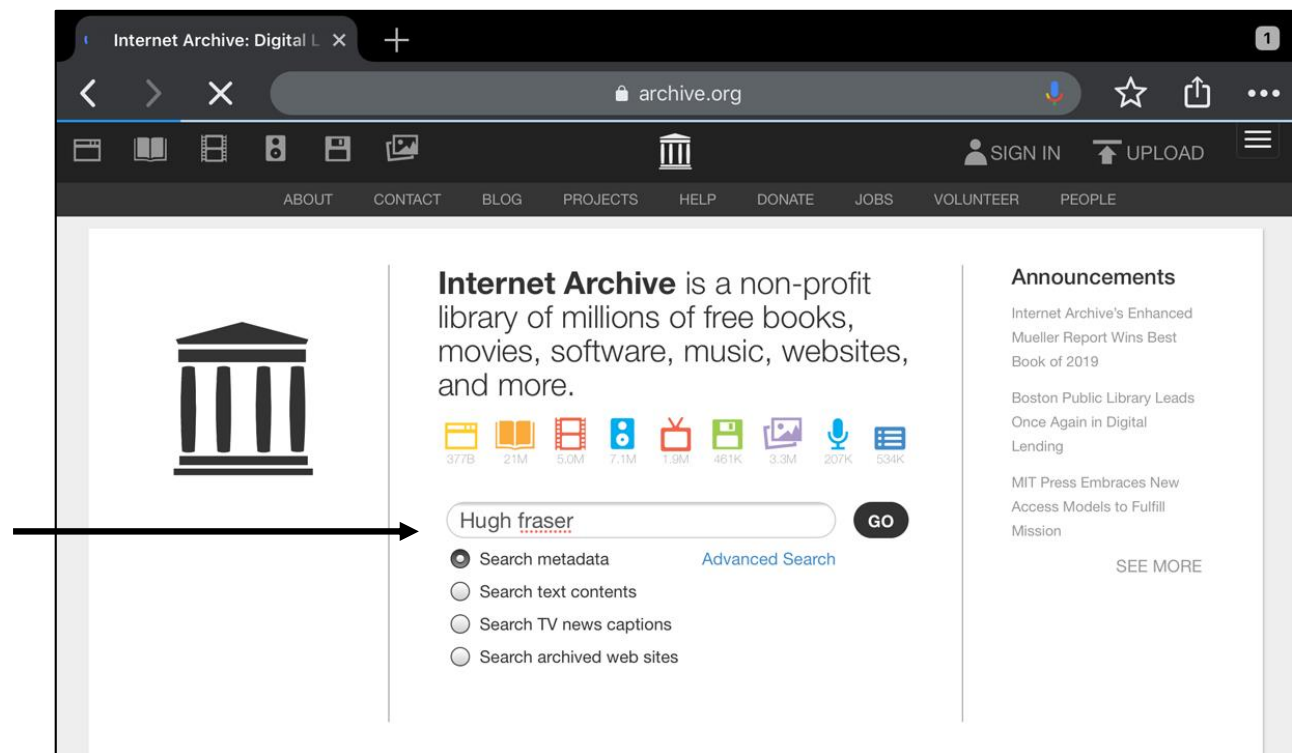 Internet Archive: Digital L
1
archive.org
SIGN IN UPLOAD
ABOUT CONTACT BLOG PROJECTS HELP DONATE JOBS VOLUNTEER PEOPLE
Internet Archive is a non-profit
library of millions of free books,
movies, software, music, websites,
and more.
377B 21M 5.0M 7.1M 1.9M 461K 3.3M 207K 534K
Hugh fraser GO
Search metadata Advanced Search
Search text contents
Search TV news captions
Search archived web sites
Announcements
Internet Archive's Enhanced
Mueller Report Wins Best
Book of 2019
Boston Public Library Leads
Once Again in Digital
Lending
MIT Press Embraces New
Access Models to Fulfill
Mission
SEE MORE